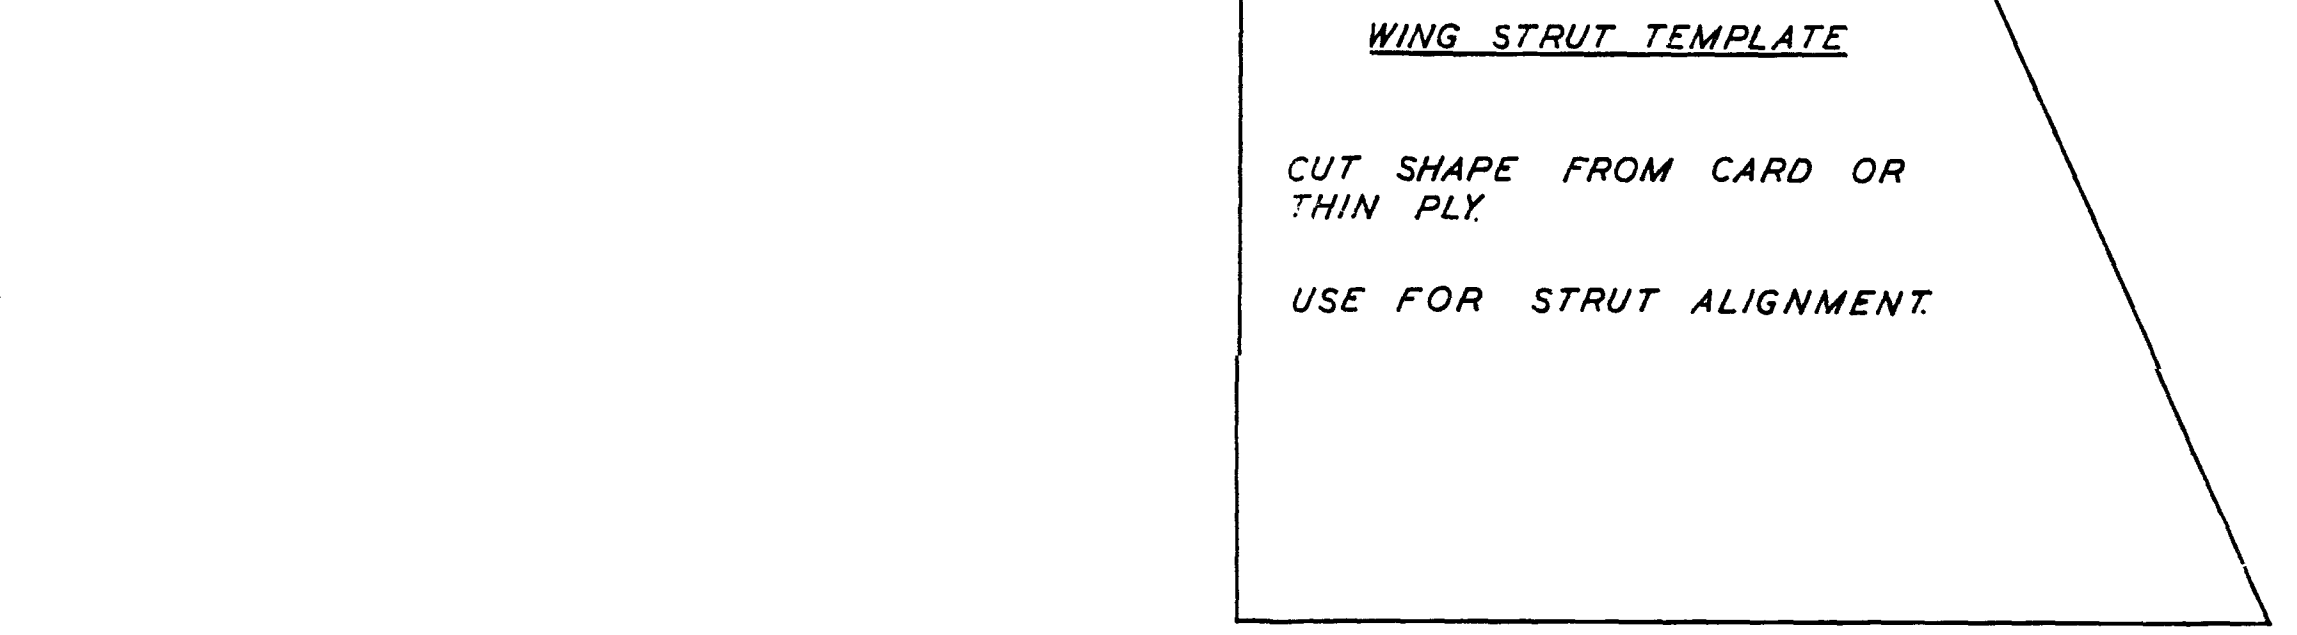 WING STRUT TEMPLATE
CUT SHAPE FROM CARD OR
THIN PLY.
USE FOR STRUT ALIGNMENT.